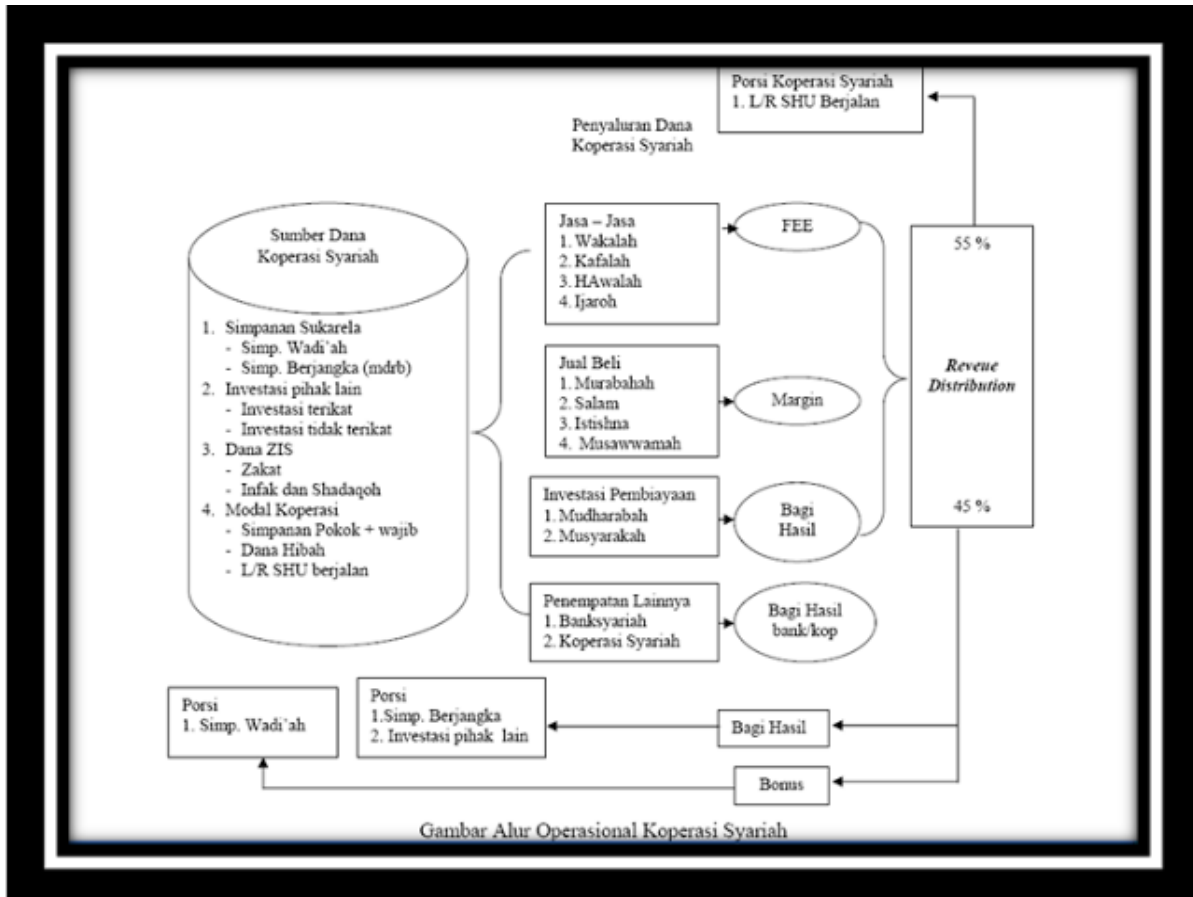 Porsi Koperasi Syariah
1. L/R SHU Berjalan
Penyaluran Dana
Koperasi Syariah
Sumber Dana
Koperasi Syariah
1. Simpanan Sukarela
- Simp. Wadi'ah
- Simp. Berjangka (mdrb)
2. Investasi pihak lain
- Investasi terikat
- Investasi tidak terikat
3. Dana ZIS
- Zakat
- Infak dan Shadaqoh
4. Modal Koperasi
- Simpanan Pokok + wajib
- Dana Hibah
- L/R SHU berjalan
Jasa – Jasa
1. Wakalah
2. Kafalah
3. HAwalah
4. Ijaroh
FEE
Jual Beli
1. Murabahah
2. Salam
3. Istishna
4. Musawwamah
Margin
Investasi Pembiayaan
1. Mudharabah
2. Musyarakah
Bagi
Hasil
Penempatan Lainnya
1. Banksyariah
2. Koperasi Syariah
Bagi Hasil
bank/kop
55 %
Reveue
Distribution
45 %
Porsi
1. Simp. Wadi'ah
Porsi
1.Simp. Berjangka
2. Investasi pihak lain
Bagi Hasil
Bonus
Gambar Alur Operasional Koperasi Syariah